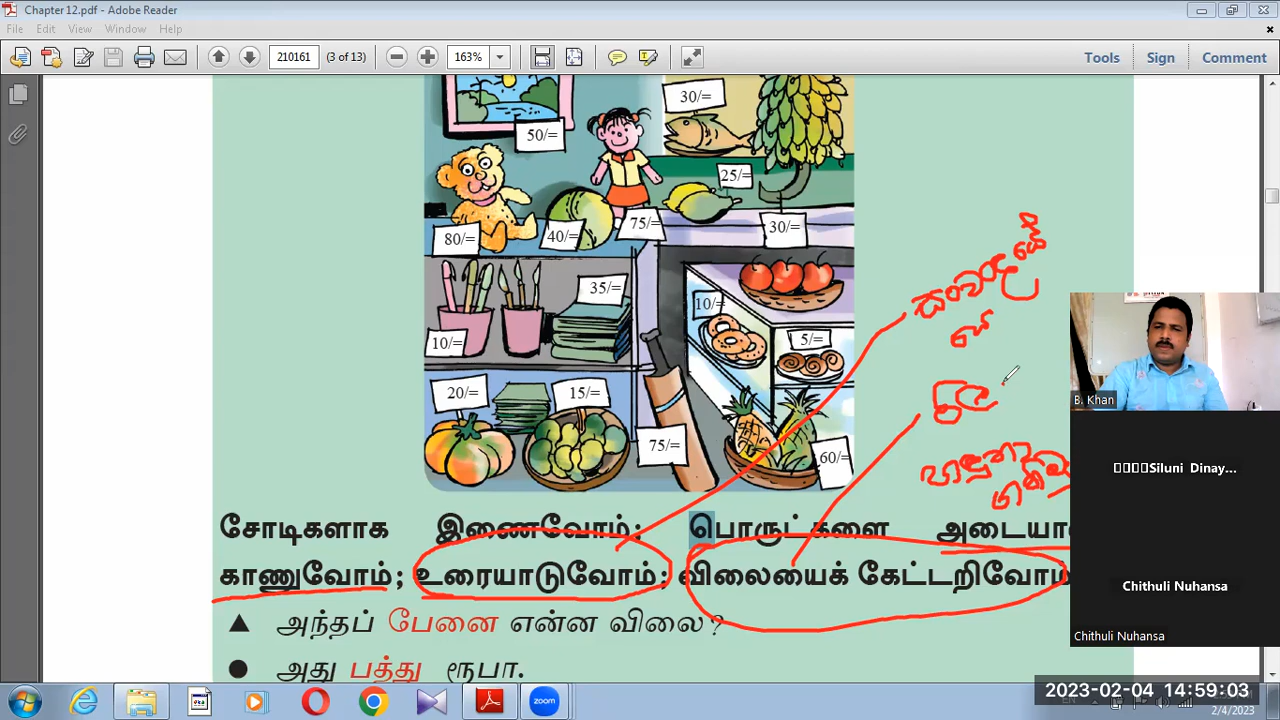 Chapter 12.pdf - Adobe Reader
File Edit View Window Help
210161 (3 of 13) 163% Tools Sign Comment
30/=
50/=
25/=
80/= 40/= 75/= 30/=
35/= 10/=
10/= 5/=
20/= 15/=
75/= 60/=
සංවාදයේ
මිල
B. Khan
Siluni Dinay...
Chithuli Nuhansa
Chithuli Nuhansa
சோடிகளாக இணைவோம்; பொருட்களை அடையா
காணுவோம்; உரையாடுவோம்; விலையைக் கேட்டறிவோம்
▲ அந்தப் பேனை என்ன விலை?
● அது பத்து ரூபா.
zoom
2023-02-04 14:59:03
2/4/2023